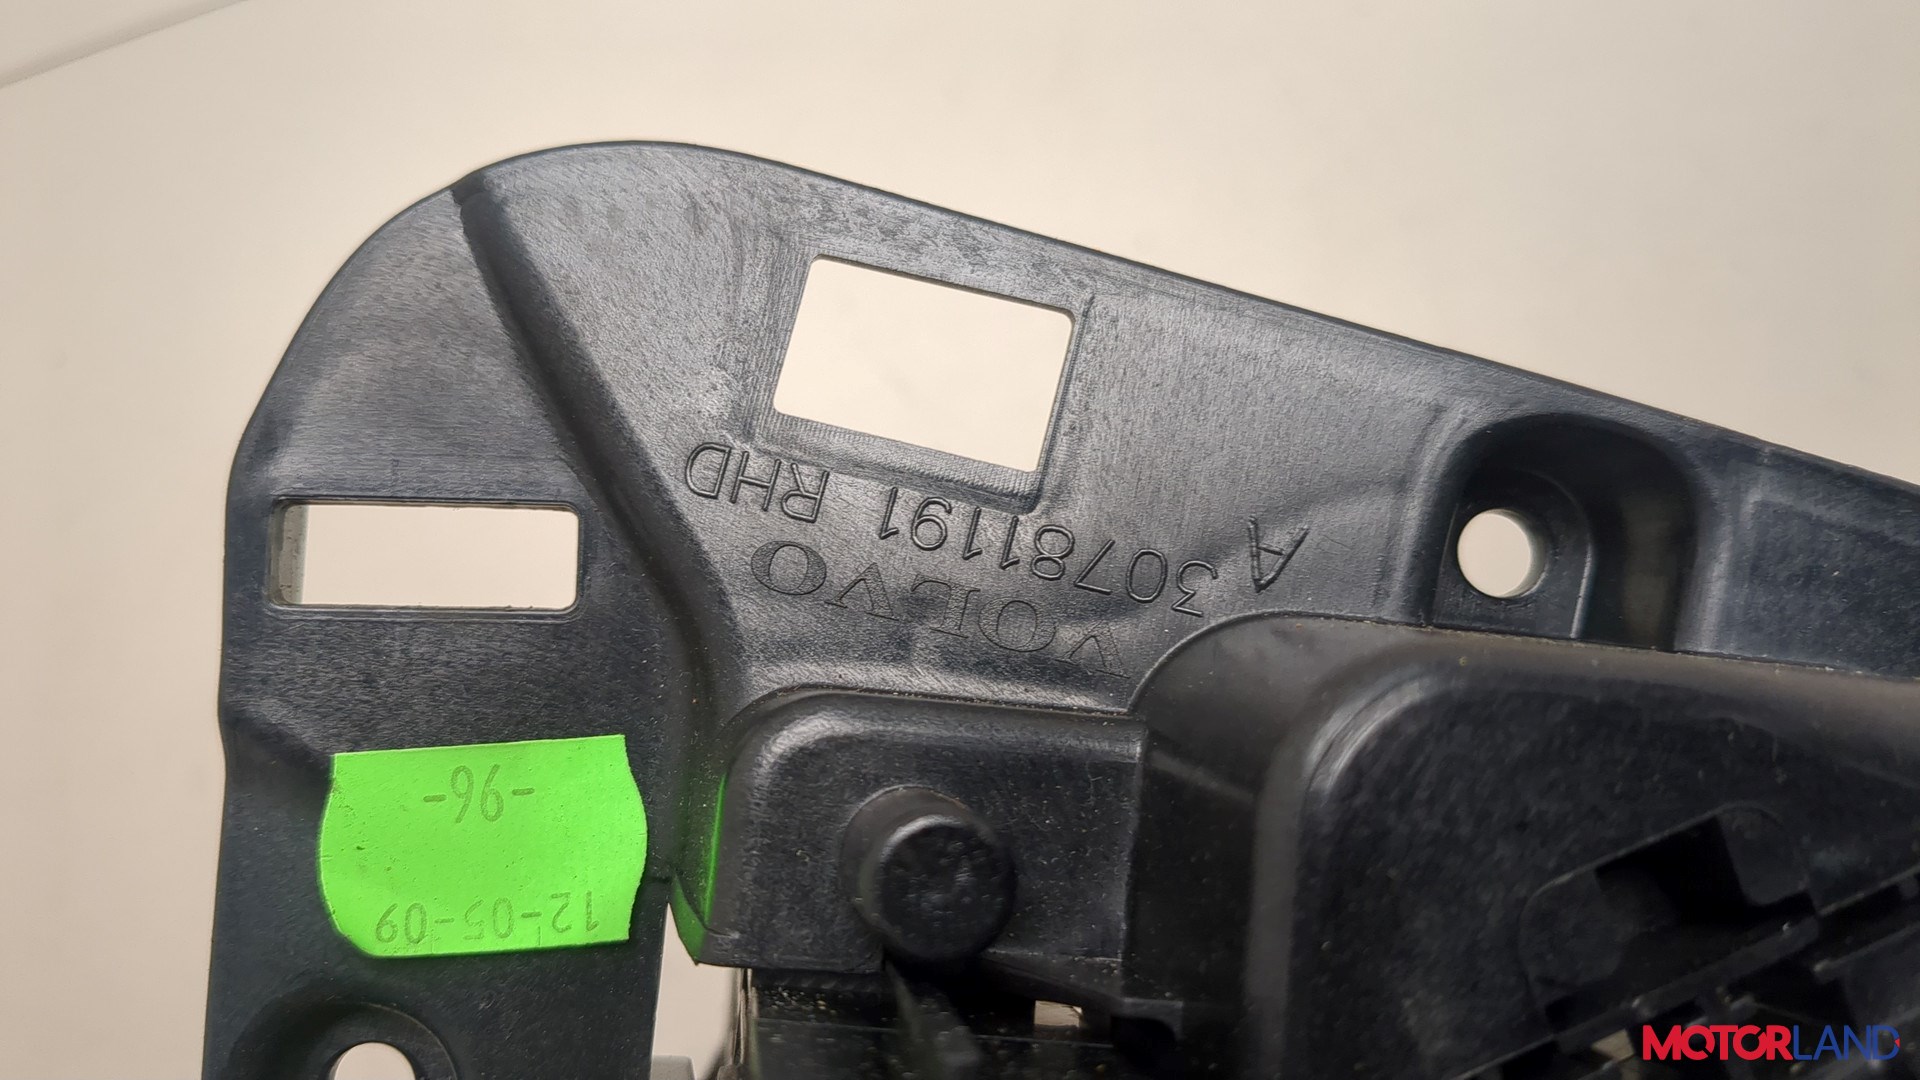 VOLVO
A 30781191 RHD
12-05-09
-96-
MOTORLAND